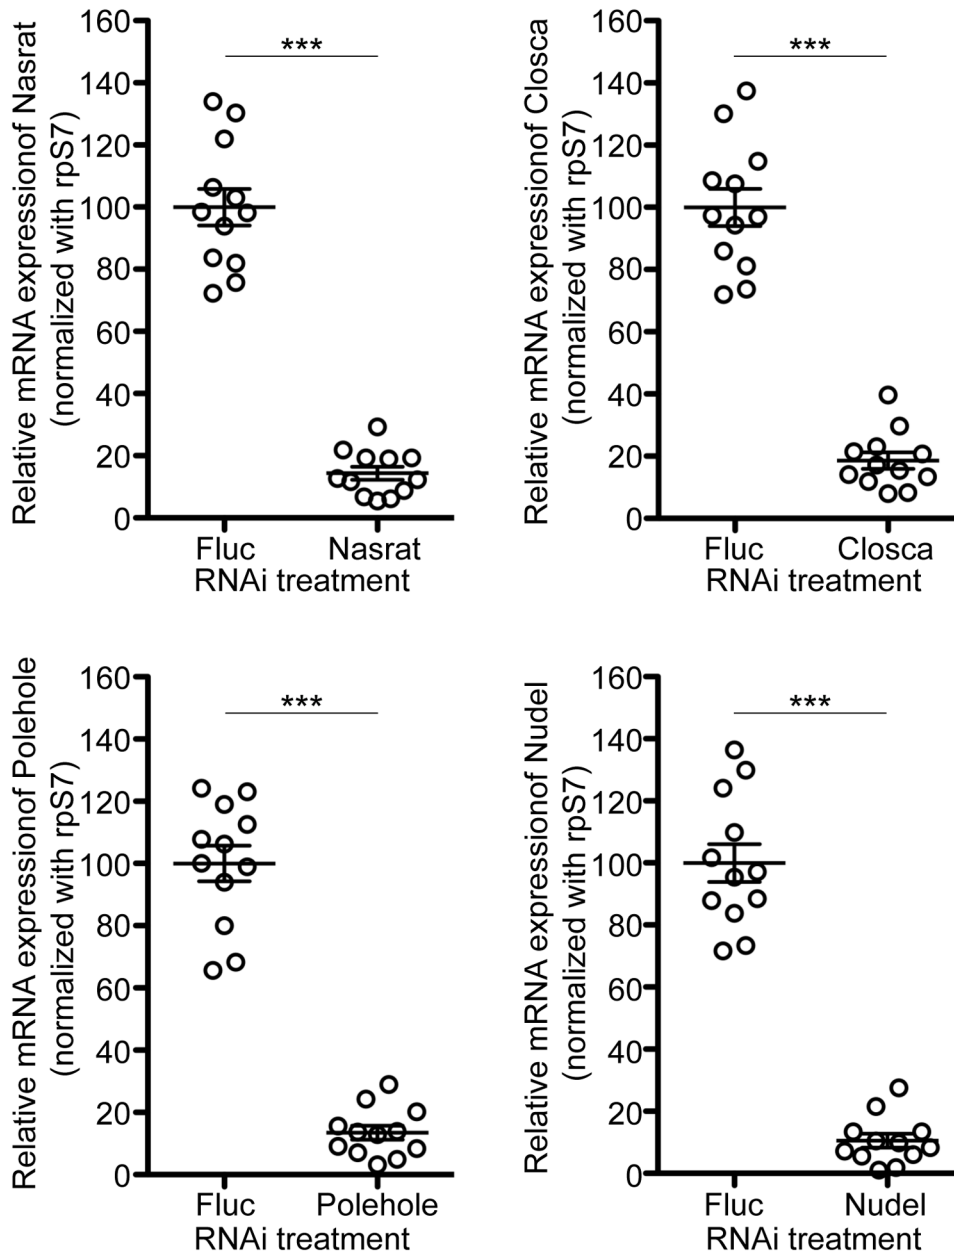 Relative mRNA expressionof Nasrat
(normalized with rpS7)
160
140
120
100
80
60
40
20
0
***
Fluc Nasrat
RNAi treatment
Relative mRNA expressionof Closca
(normalized with rpS7)
160
140
120
100
80
60
40
20
0
***
Fluc Closca
RNAi treatment
Relative mRNA expressionof Polehole
(normalized with rpS7)
160
140
120
100
80
60
40
20
0
***
Fluc Polehole
RNAi treatment
Relative mRNA expressionof Nudel
(normalized with rpS7)
160
140
120
100
80
60
40
20
0
***
Fluc Nudel
RNAi treatment